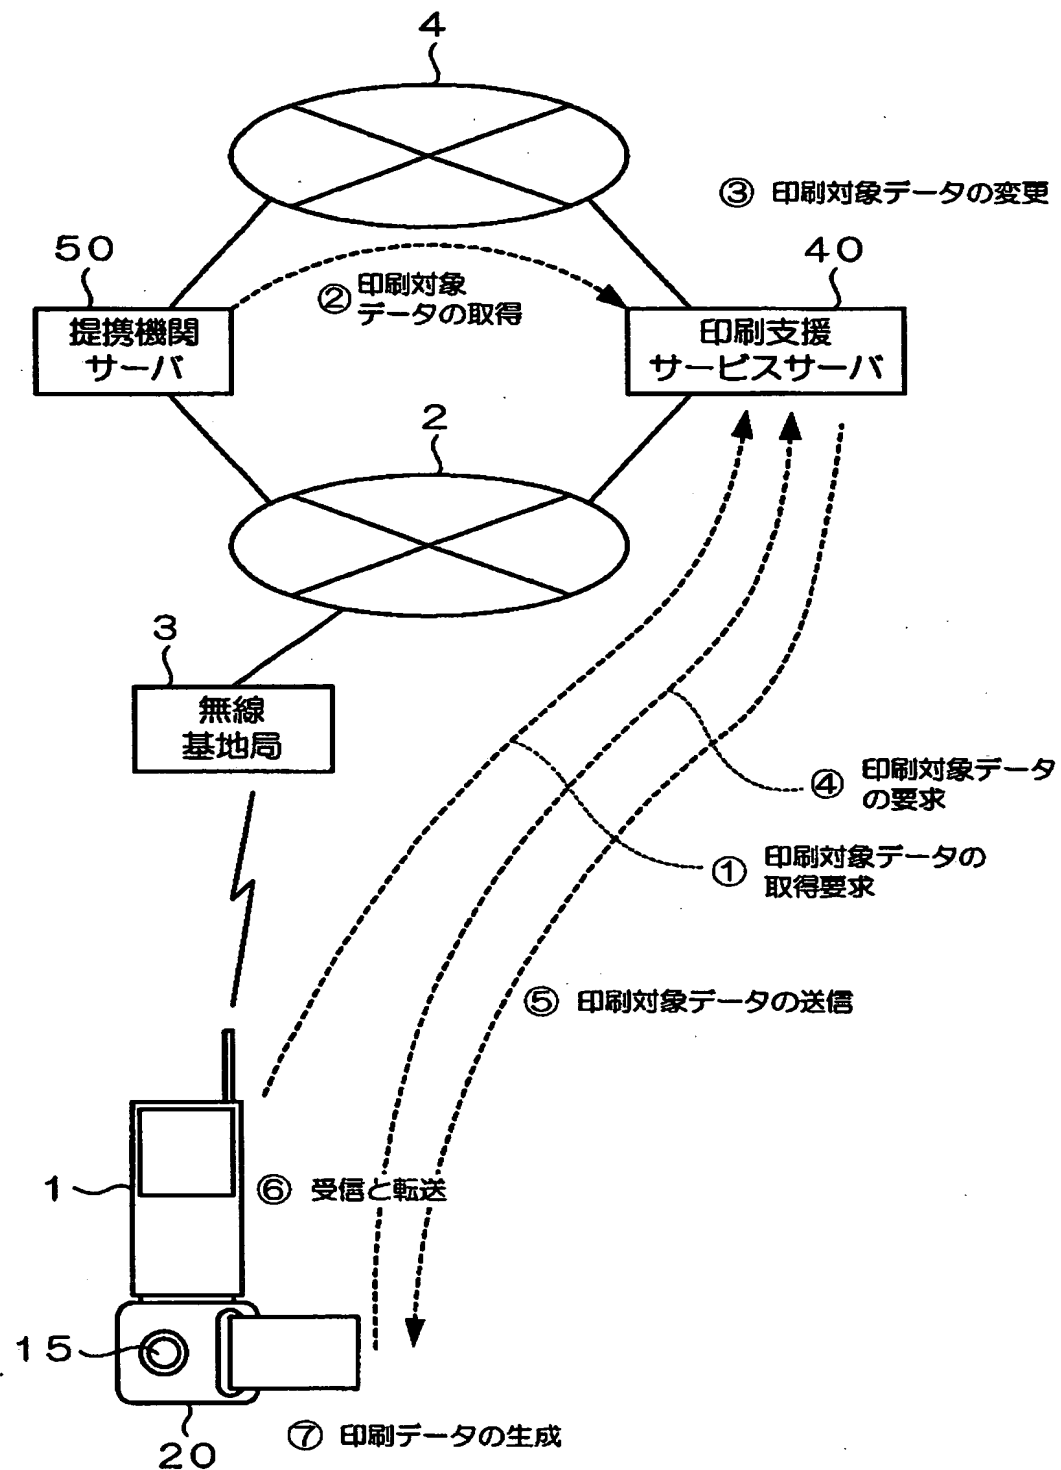 4
③ 印刷対象データの変更
50
40
② 印刷対象
データの取得
提携機関
サーバ
印刷支援
サービスサーバ
2
3
無線
基地局
④ 印刷対象データ
の要求
① 印刷対象データの
取得要求
⑤ 印刷対象データの送信
1
⑥ 受信と転送
15
20
⑦ 印刷データの生成